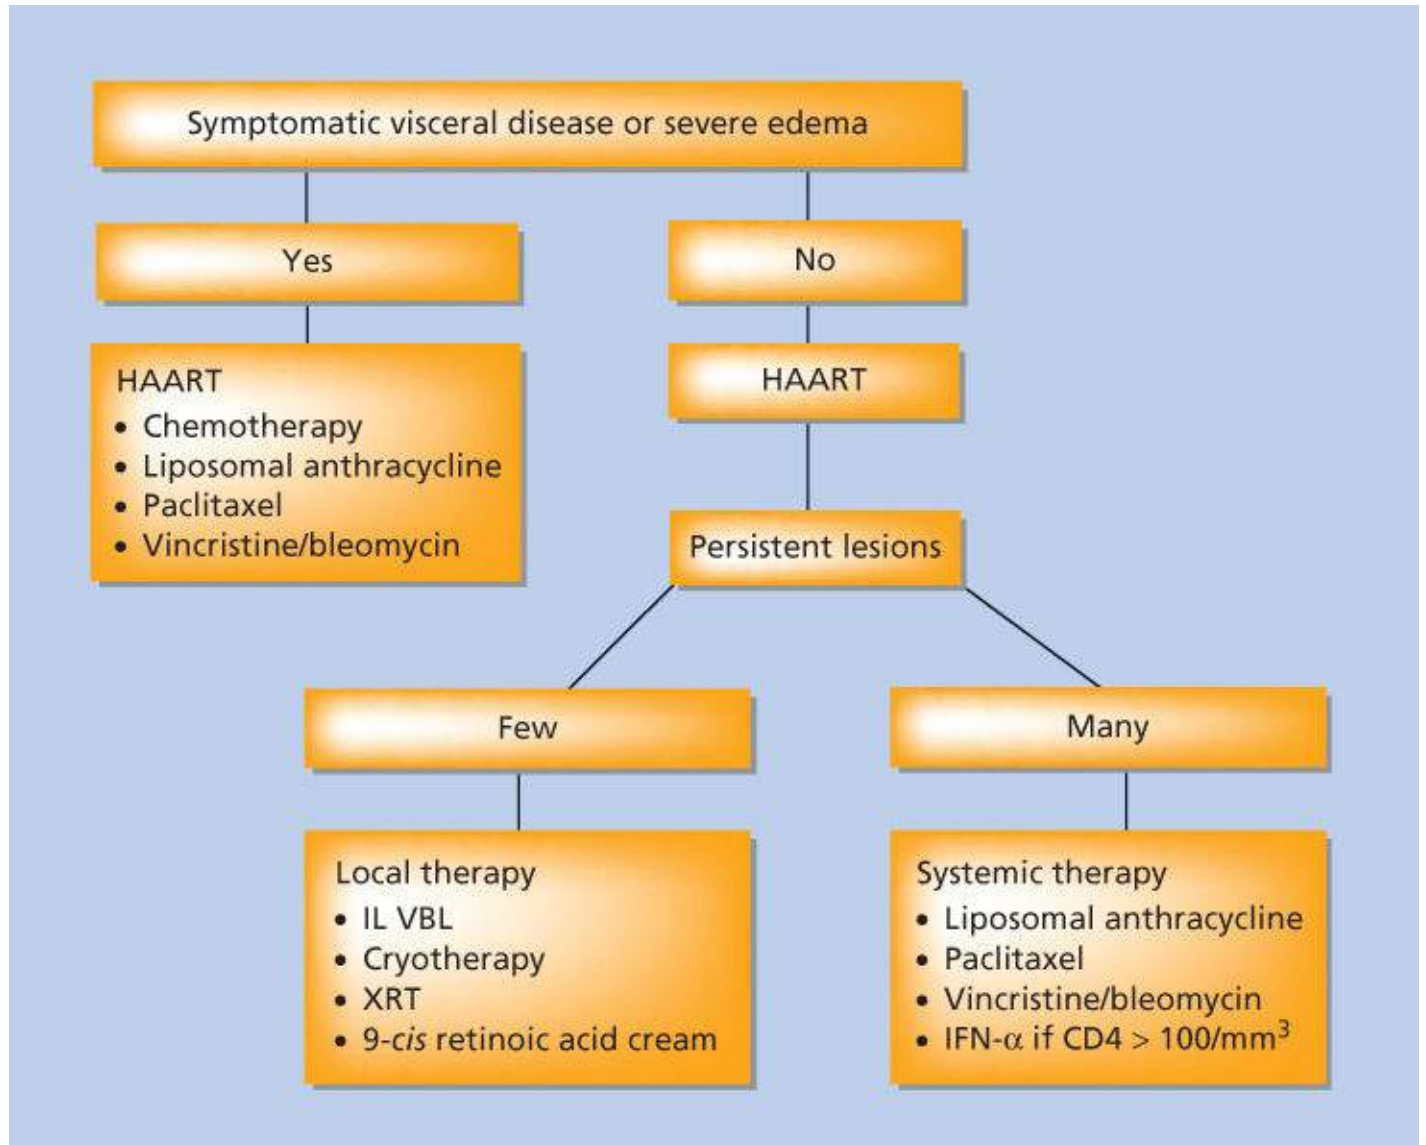 Symptomatic visceral disease or severe edema
Yes
No
HAART
• Chemotherapy
• Liposomal anthracycline
• Paclitaxel
• Vincristine/bleomycin
HAART
Persistent lesions
Few
Many
Local therapy
• IL VBL
• Cryotherapy
• XRT
• 9-cis retinoic acid cream
Systemic therapy
• Liposomal anthracycline
• Paclitaxel
• Vincristine/bleomycin
• IFN-α if CD4 > 100/mm³